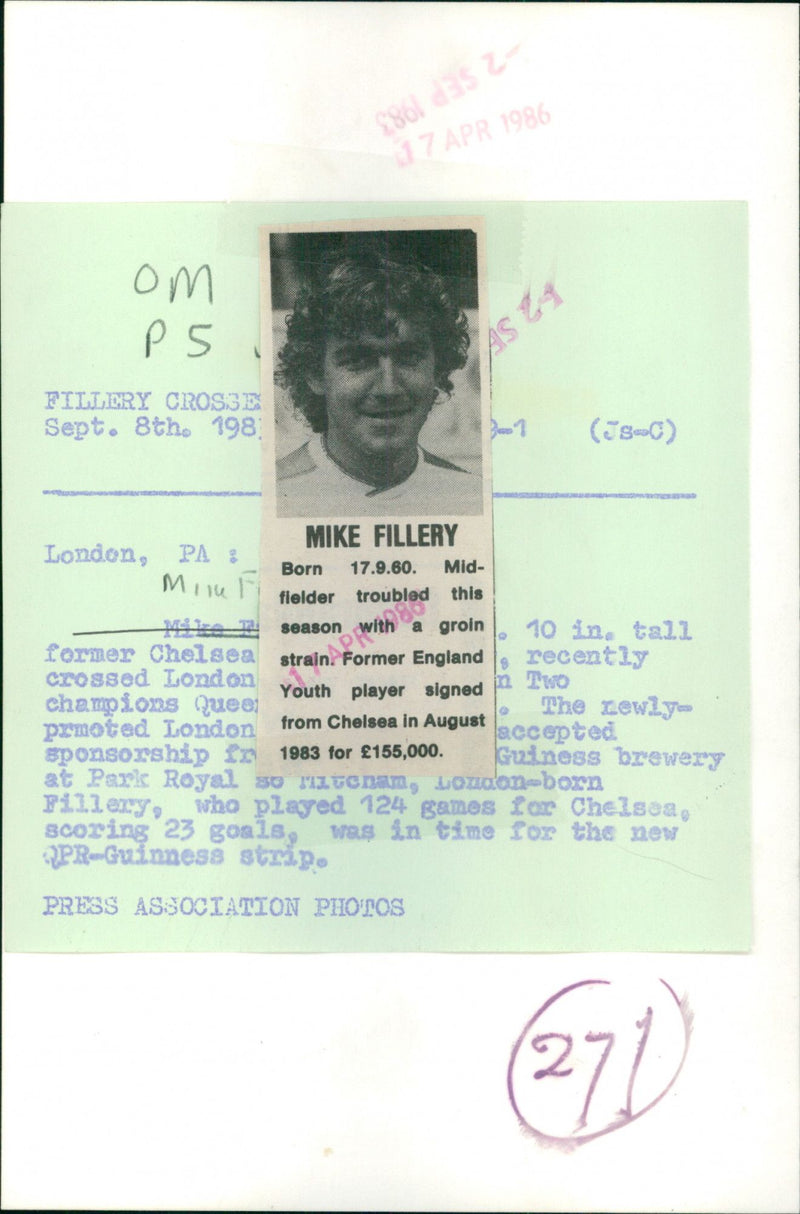 -2 SEP 1983
17 APR 1986
OM
P5
-2 SE
FILLERY CROSSE
Sept. 8th. 198 9-1 (Js-C)
London, PA :
Mike F
Mike F . 10 in. tall
former Chelsea , recently
crossed London n Two
champions Quee . The newly-
prmoted London accepted
sponsorship fr Guiness brewery
at Park Royal so Mitcham, London-born
Fillery, who played 124 games for Chelsea,
scoring 23 goals, was in time for the new
QPR-Guinness strip.
PRESS ASSOCIATION PHOTOS
MIKE FILLERY
Born 17.9.60. Mid-
fielder troubled this
season with a groin
strain. Former England
Youth player signed
from Chelsea in August
1983 for £155,000.
17 APR 1986
271